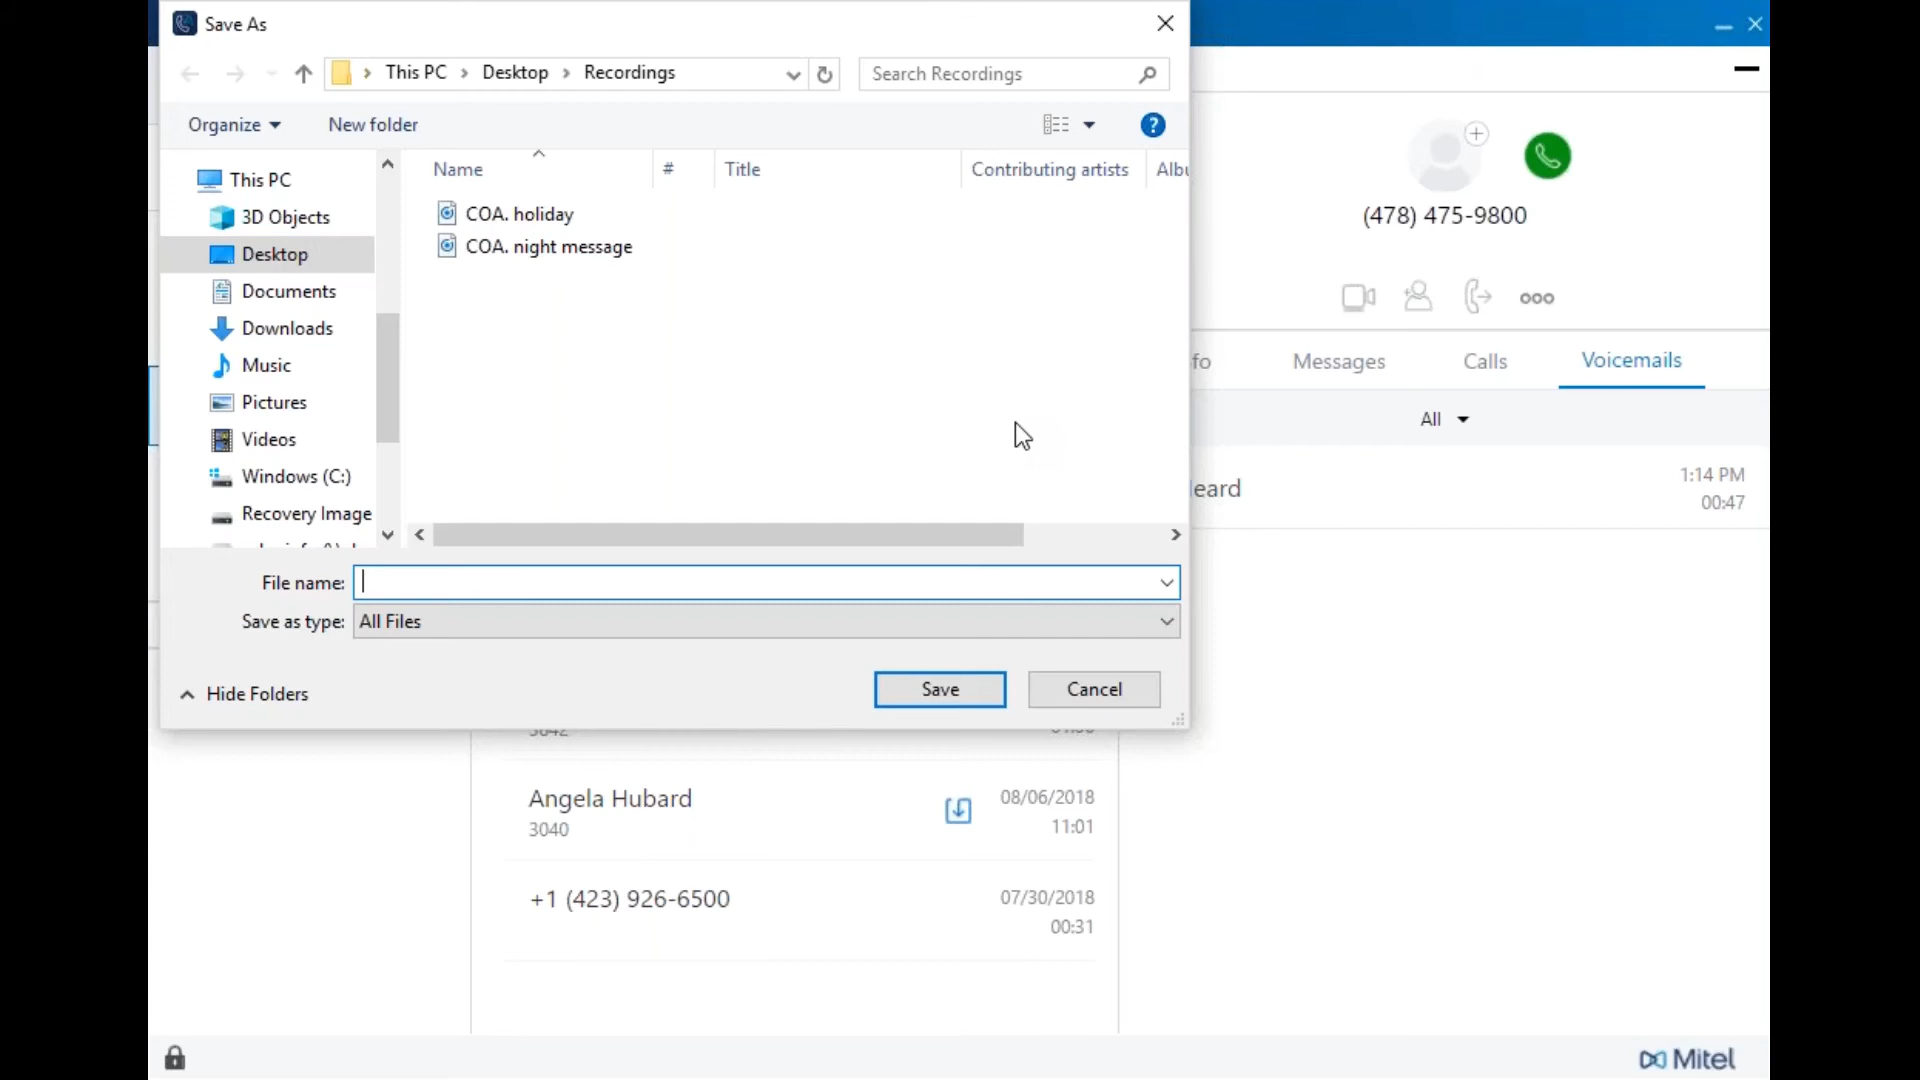 Save As
This PC
Desktop
Recordings
Search Recordings
Organize
New folder
?
This PC
3D Objects
Desktop
Documents
Downloads
Music
Pictures
Videos
Windows (C:)
Recovery Image
Name
#
Title
Contributing artists
Albu
COA. holiday
COA. night message
File name:
Save as type:
All Files
Hide Folders
Save
Cancel
(478) 475-9800
fo
Messages
Calls
Voicemails
All
eard
1:14 PM
00:47
Angela Hubard
3040
08/06/2018
11:01
+1 (423) 926-6500
07/30/2018
00:31
Mitel